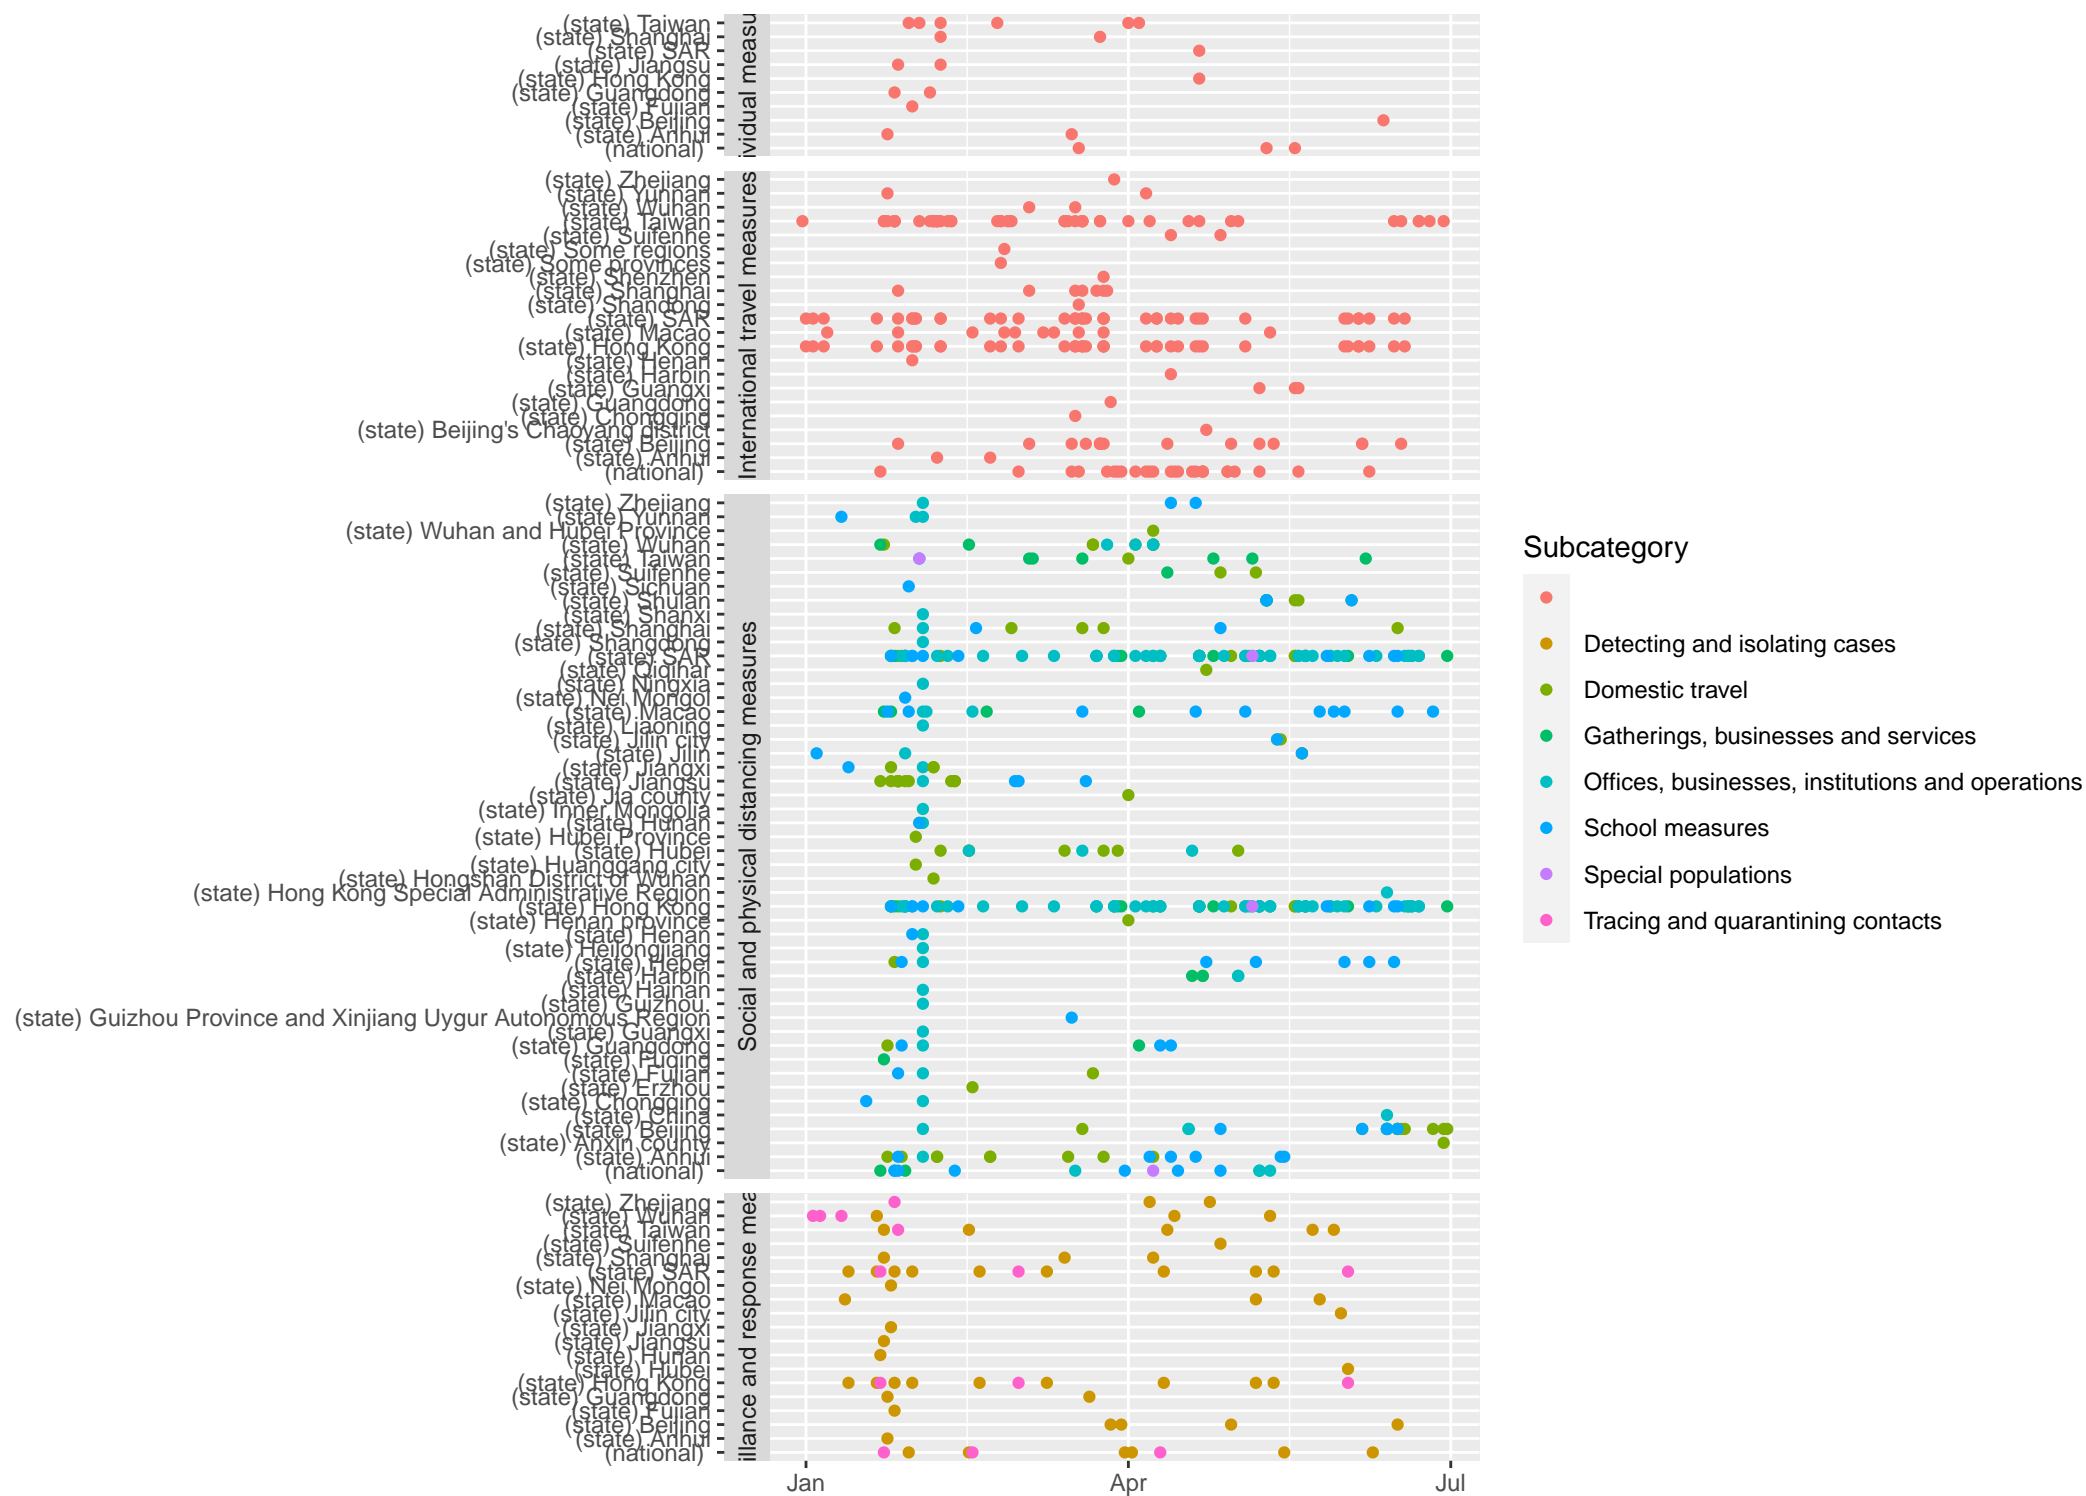 (state) Taiwan
(state) Shanghai
(state) SAR
(state) Jiangsu
(state) Hong Kong
(state) Guangdong
(state) Fujian
(state) Beijing
(state) Anhui
(national)
ividual measu
(state) Zhejiang
(state) Yunnan
(state) Wuhan
(state) Taiwan
(state) Suifenhe
(state) Some regions
(state) Some provinces
(state) Shenzhen
(state) Shanghai
(state) Shandong
(state) SAR
(state) Macao
(state) Hong Kong
(state) Henan
(state) Harbin
(state) Guangxi
(state) Guangdong
(state) Chongqing
(state) Beijing's Chaoyang district
(state) Beijing
(state) Anhui
(national)
International travel measures
(state) Zhejiang
(state) Yunnan
(state) Wuhan and Hubei Province
(state) Wuhan
(state) Taiwan
(state) Suifenhe
(state) Sichuan
(state) Shulan
(state) Shanxi
(state) Shanghai
(state) Shangdong
(state) SAR
(state) Qiqihar
(state) Ningxia
(state) Nei Mongol
(state) Macao
(state) Liaoning
(state) Jilin city
(state) Jilin
(state) Jiangxi
(state) Jiangsu
(state) Jia county
(state) Inner Mongolia
(state) Hunan
(state) Hubei Province
(state) Hubei
(state) Huanggang city
(state) Hongshan District of Wuhan
(state) Hong Kong Special Administrative Region
(state) Hong Kong
(state) Henan province
(state) Henan
(state) Heilongjiang
(state) Hebei
(state) Harbin
(state) Hainan
(state) Guizhou
(state) Guizhou Province and Xinjiang Uygur Autonomous Region
(state) Guangxi
(state) Guangdong
(state) Fuqing
(state) Fujian
(state) Erzhou
(state) Chongqing
(state) China
(state) Beijing
(state) Anxin county
(state) Anhui
(national)
Social and physical distancing measures
(state) Zhejiang
(state) Wuhan
(state) Taiwan
(state) Suifenhe
(state) Shanghai
(state) SAR
(state) Nei Mongol
(state) Macao
(state) Jilin city
(state) Jiangxi
(state) Jiangsu
(state) Hunan
(state) Hubei
(state) Hong Kong
(state) Guangdong
(state) Fujian
(state) Beijing
(state) Anhui
(national)
illance and response mea
Jan
Apr
Jul
Subcategory
Detecting and isolating cases
Domestic travel
Gatherings, businesses and services
Offices, businesses, institutions and operations
School measures
Special populations
Tracing and quarantining contacts